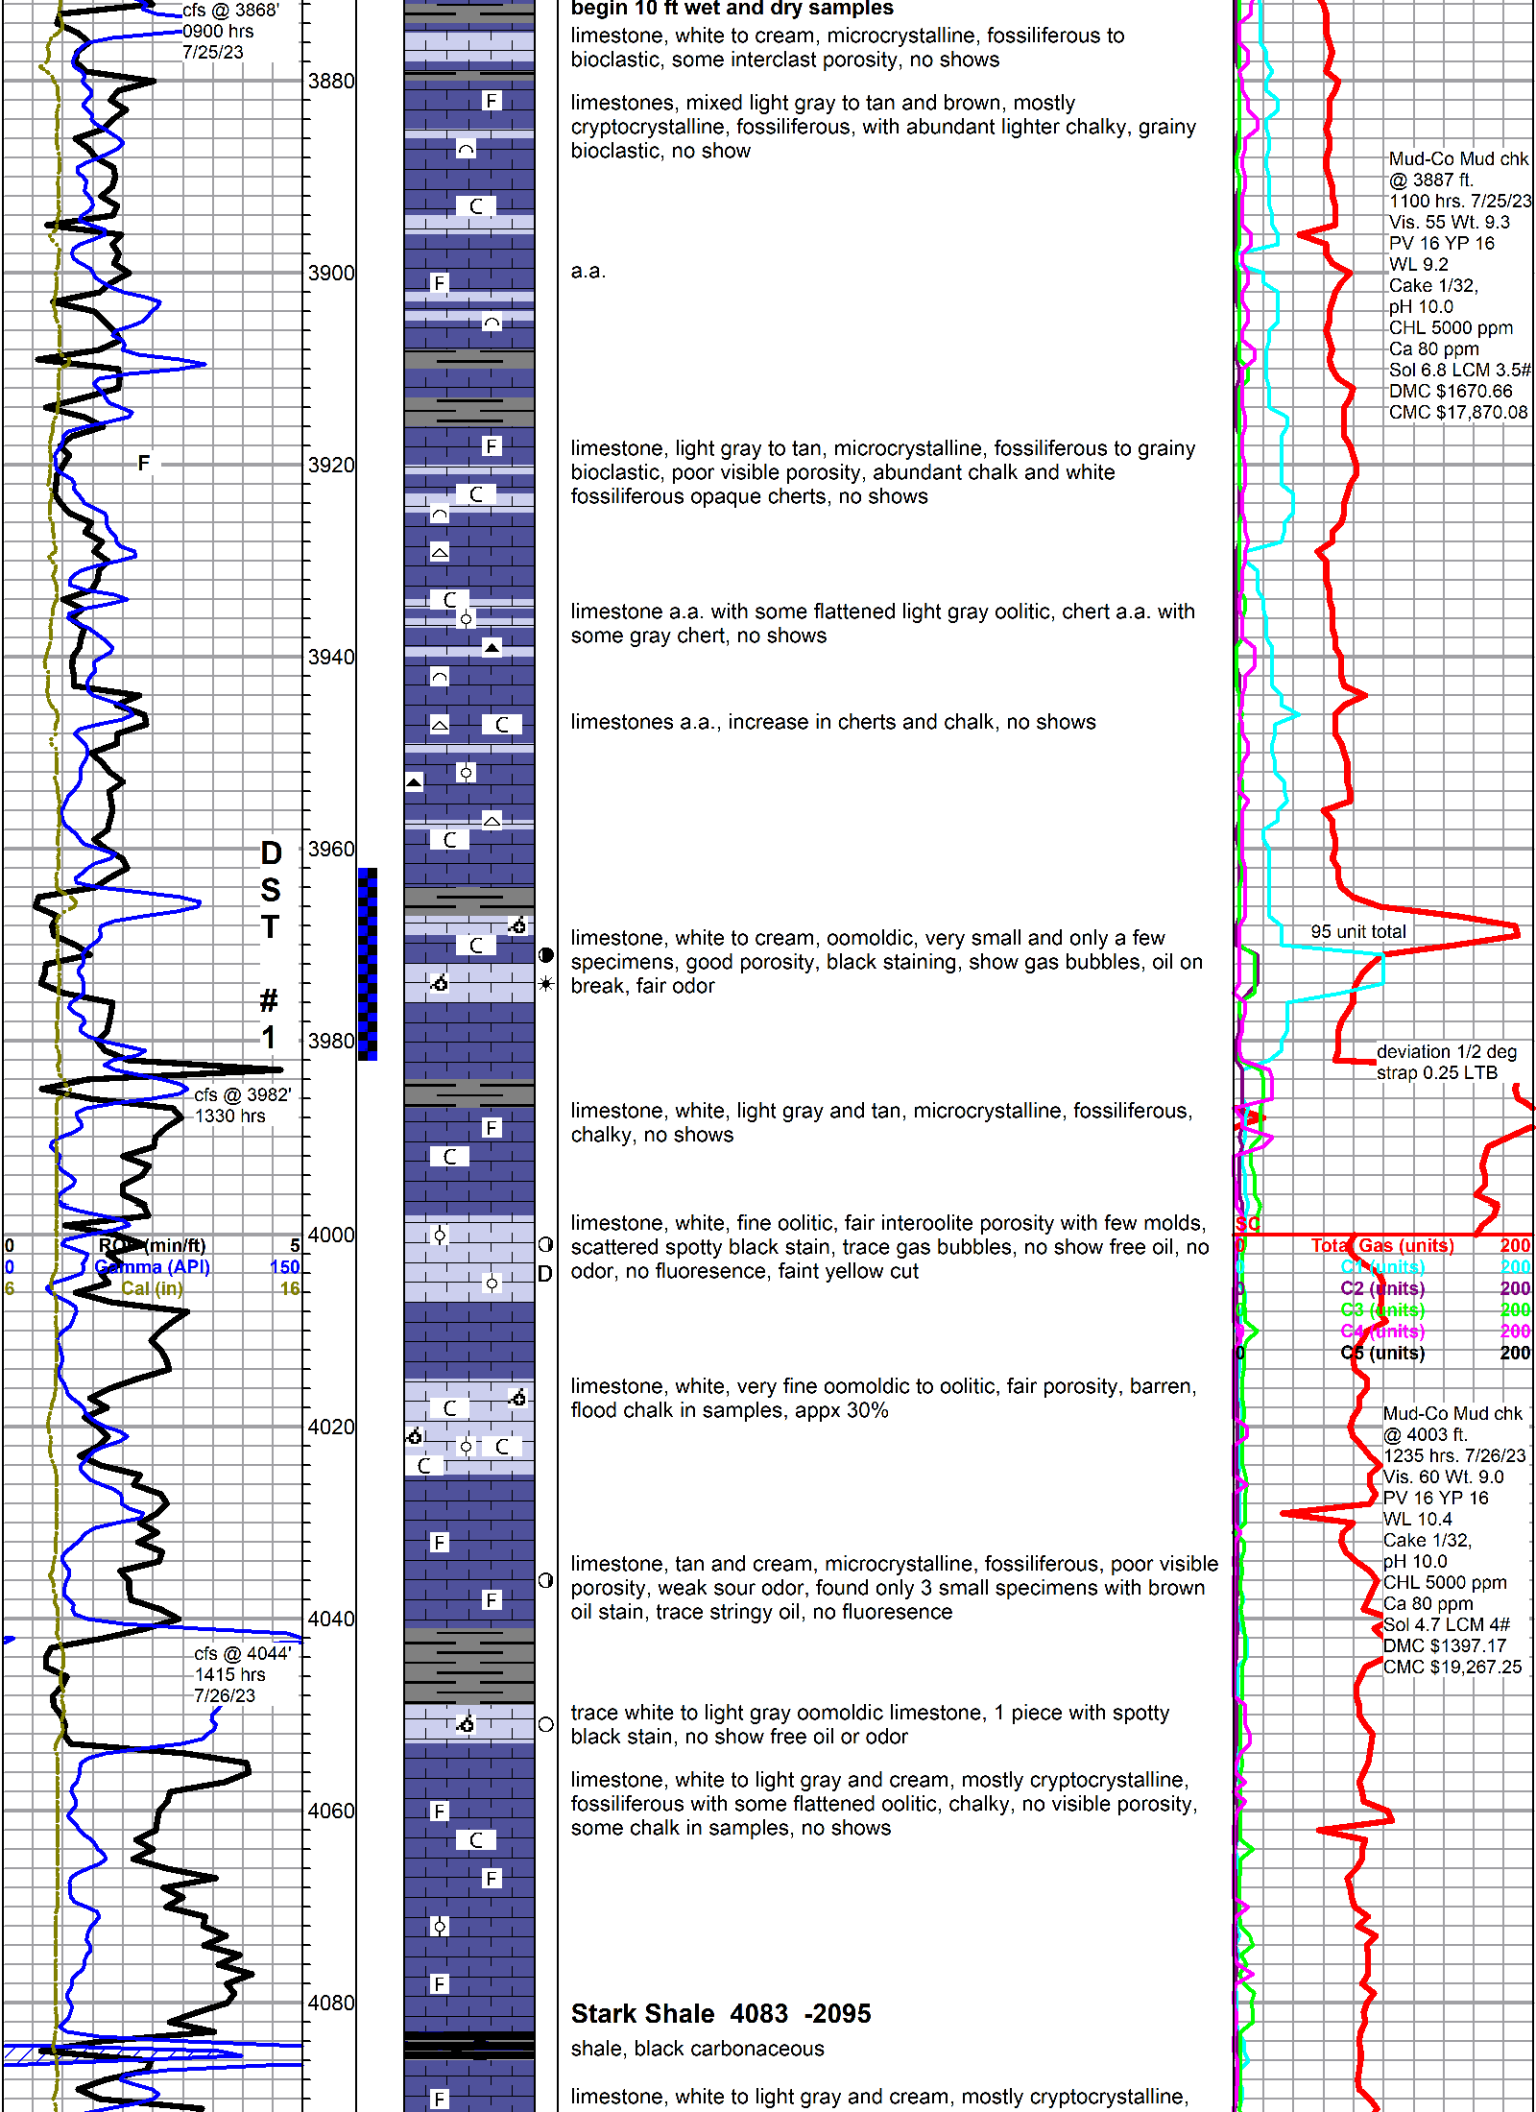 cfs @ 3868'
0900 hrs
7/25/23
begin 10 ft wet and dry samples
limestone, white to cream, microcrystalline, fossiliferous to
bioclastic, some interclast porosity, no shows
3880
F
limestones, mixed light gray to tan and brown, mostly
cryptocrystalline, fossiliferous, with abundant lighter chalky, grainy
bioclastic, no show
Mud-Co Mud chk
@ 3887 ft.
1100 hrs. 7/25/23
Vis. 55 Wt. 9.3
PV 16 YP 16
WL 9.2
Cake 1/32,
pH 10.0
CHL 5000 ppm
Ca 80 ppm
Sol 6.8 LCM 3.5#
DMC $1670.66
CMC $17,870.08
C
3900
F
a.a.
F
limestone, light gray to tan, microcrystalline, fossiliferous to grainy
bioclastic, poor visible porosity, abundant chalk and white
fossiliferous opaque cherts, no shows
F
3920
C
C
limestone a.a. with some flattened light gray oolitic, chert a.a. with
some gray chert, no shows
3940
C
limestones a.a., increase in cherts and chalk, no shows
C
3960
DST #1
C
limestone, white to cream, oomoldic, very small and only a few
specimens, good porosity, black staining, show gas bubbles, oil on
break, fair odor
95 unit total
3980
deviation 1/2 deg
strap 0.25 LTB
cfs @ 3982'
1330 hrs
F
limestone, white, light gray and tan, microcrystalline, fossiliferous,
chalky, no shows
C
4000
limestone, white, fine oolitic, fair interoolite porosity with few molds,
scattered spotty black stain, trace gas bubbles, no show free oil, no
odor, no fluoresence, faint yellow cut
D
0 ROP (min/ft) 5
0 Gamma (API) 150
6 Cal (in) 16
SC
0 Total Gas (units) 200
C1 (units) 200
0 C2 (units) 200
0 C3 (units) 200
0 C4 (units) 200
0 C5 (units) 200
C
limestone, white, very fine oomoldic to oolitic, fair porosity, barren,
flood chalk in samples, appx 30%
4020
C
C
Mud-Co Mud chk
@ 4003 ft.
1235 hrs. 7/26/23
Vis. 60 Wt. 9.0
PV 16 YP 16
WL 10.4
Cake 1/32,
pH 10.0
CHL 5000 ppm
Ca 80 ppm
Sol 4.7 LCM 4#
DMC $1397.17
CMC $19,267.25
F
limestone, tan and cream, microcrystalline, fossiliferous, poor visible
porosity, weak sour odor, found only 3 small specimens with brown
oil stain, trace stringy oil, no fluoresence
F
4040
cfs @ 4044'
1415 hrs
7/26/23
trace white to light gray oomoldic limestone, 1 piece with spotty
black stain, no show free oil or odor
limestone, white to light gray and cream, mostly cryptocrystalline,
fossiliferous with some flattened oolitic, chalky, no visible porosity,
some chalk in samples, no shows
4060
F
C
F
F
4080
Stark Shale 4083 -2095
shale, black carbonaceous
F
limestone, white to light gray and cream, mostly cryptocrystalline,